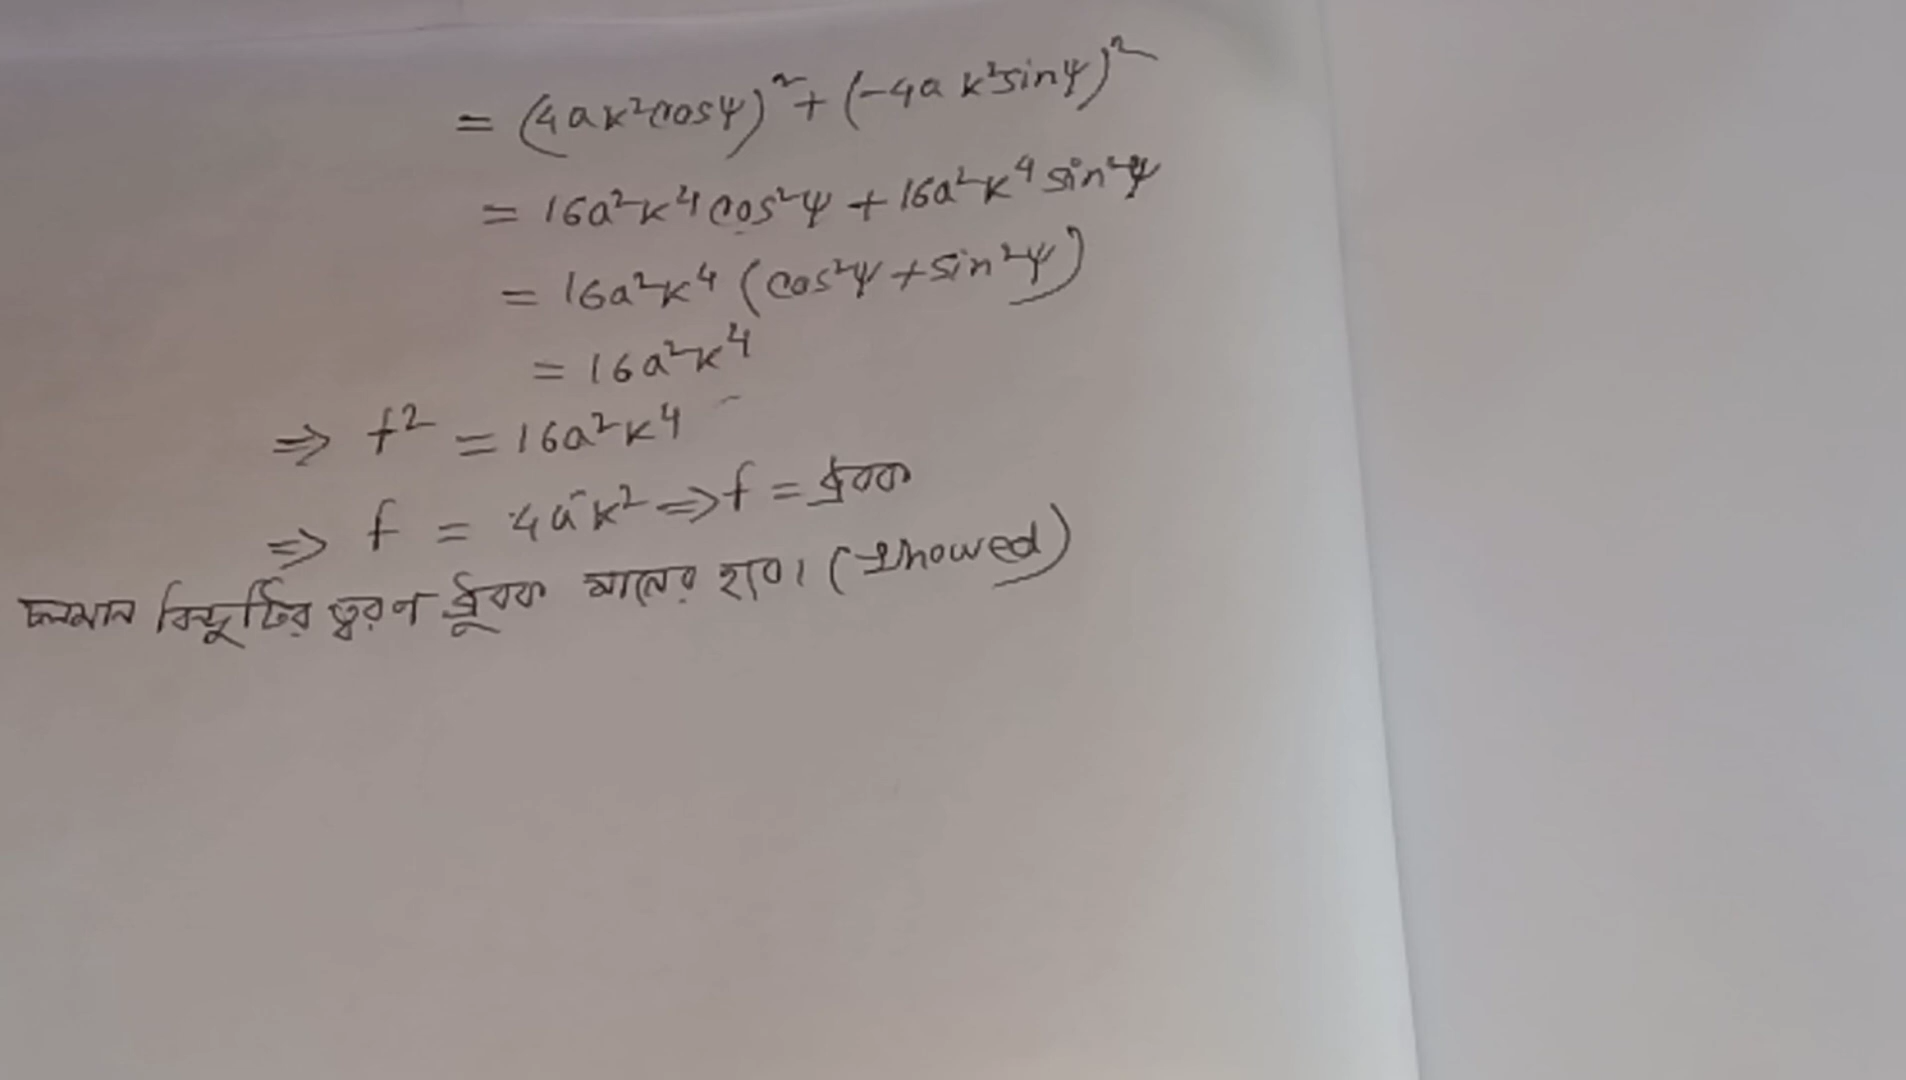 = (4ak²cosψ)² + (-4ak²sinψ)²
= 16a²k⁴cos²ψ + 16a²k⁴sin²ψ
= 16a²k⁴ (cos²ψ + sin²ψ)
= 16a²k⁴
⇒ f² = 16a²k⁴
⇒ f = 4ak² ⇒ f = ধ্রুবক
চলমান বিন্দুটির ত্বরণ ধ্রুবক মানের হবে। (Showed)